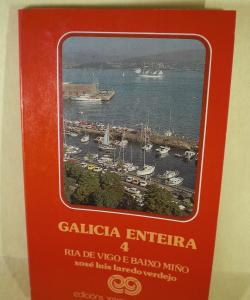 GALICIA ENTEIRA
4
RIA DE VIGO E BAIXO MIÑO
xosé luis laredo verdejo
edicións